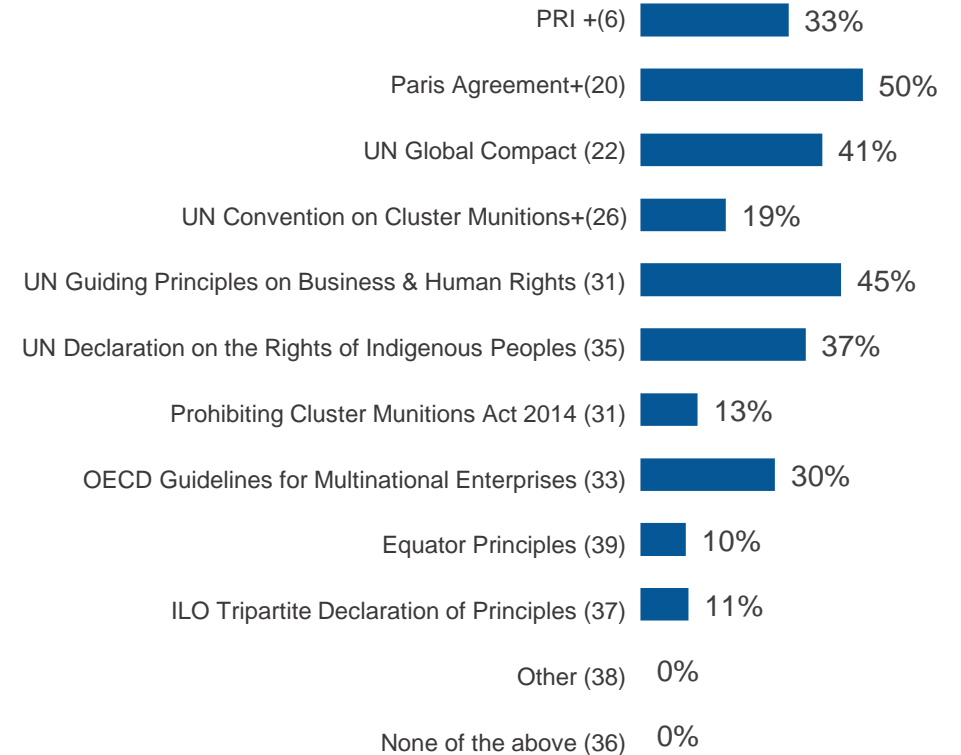 PRI +(6) 33%
Paris Agreement+(20) 50%
UN Global Compact (22) 41%
UN Convention on Cluster Munitions+(26) 19%
UN Guiding Principles on Business & Human Rights (31) 45%
UN Declaration on the Rights of Indigenous Peoples (35) 37%
Prohibiting Cluster Munitions Act 2014 (31) 13%
OECD Guidelines for Multinational Enterprises (33) 30%
Equator Principles (39) 10%
ILO Tripartite Declaration of Principles (37) 11%
Other (38) 0%
None of the above (36) 0%